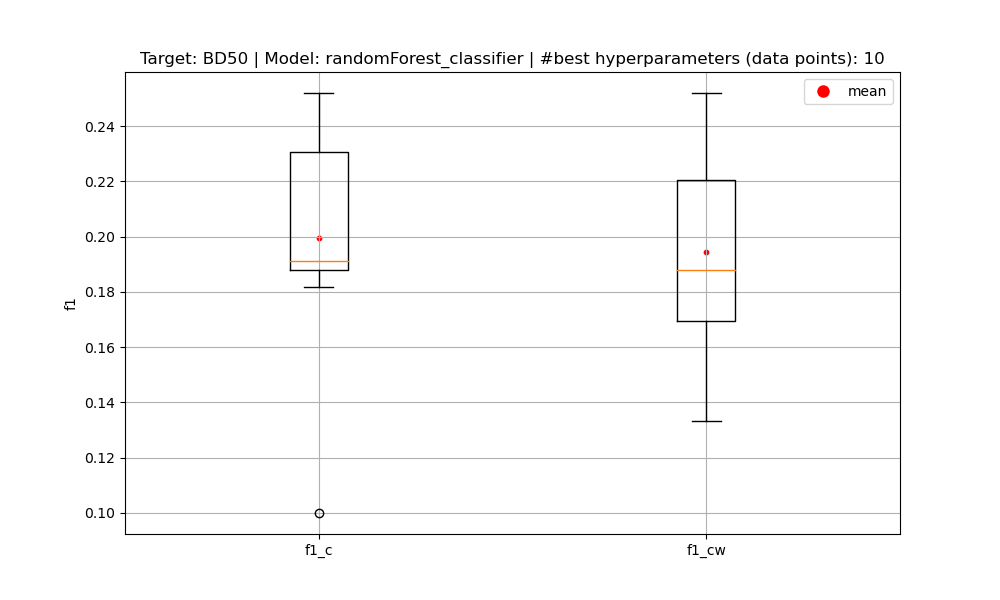 Target: BD50 | Model: randomForest_classifier | #best hyperparameters (data points): 10
mean
0.24
0.22
0.20
0.18
0.16
0.14
0.12
0.10
f1
f1_c
f1_cw